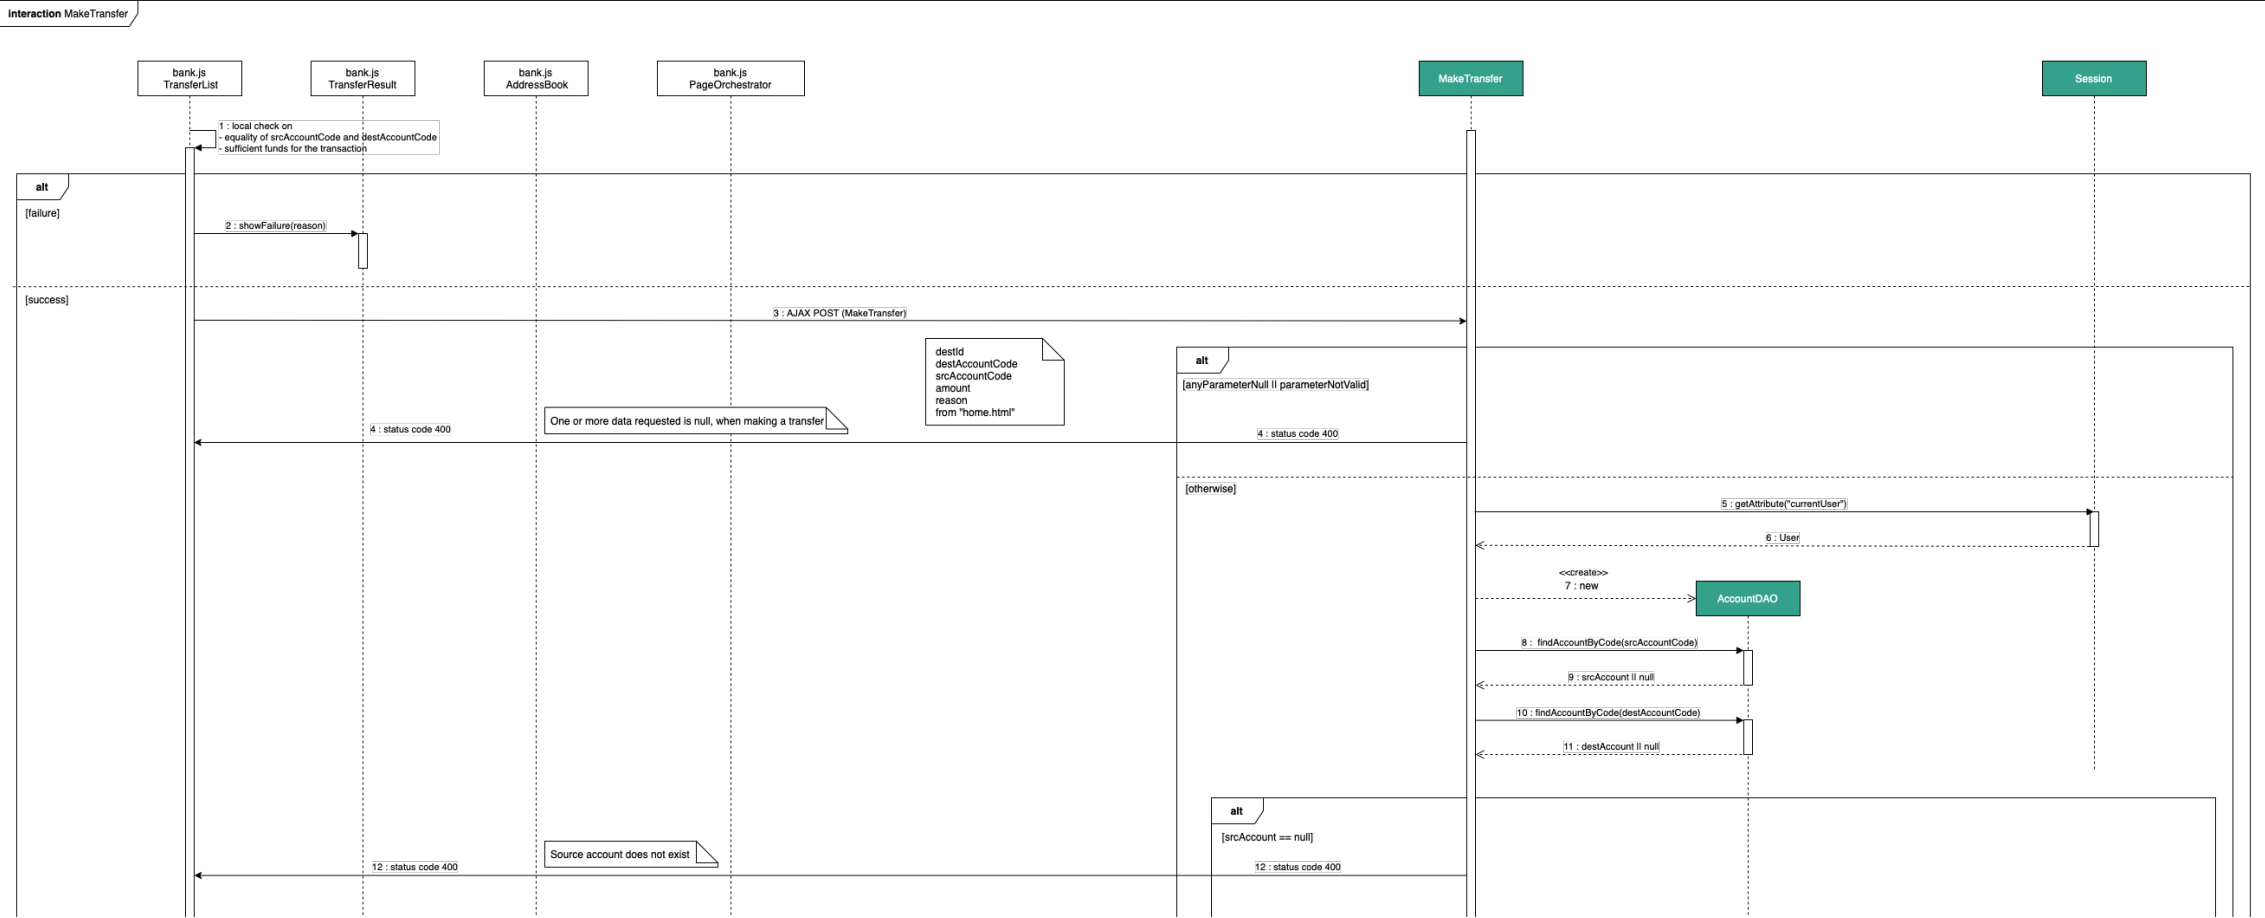 interaction MakeTransfer
bank.js
TransferList
bank.js
TransferResult
bank.js
AddressBook
bank.js
PageOrchestrator
MakeTransfer
Session
1 : local check on
- equality of srcAccountCode and destAccountCode
- sufficient funds for the transaction
alt
[failure]
2 : showFailure(reason)
[success]
3 : AJAX POST (MakeTransfer)
destId
destAccountCode
srcAccountCode
amount
reason
from "home.html"
alt
[anyParameterNull || parameterNotValid]
One or more data requested is null, when making a transfer
4 : status code 400
4 : status code 400
[otherwise]
5 : getAttribute("currentUser")
6 : User
<<create>>
7 : new
AccountDAO
8 : findAccountByCode(srcAccountCode)
9 : srcAccount || null
10 : findAccountByCode(destAccountCode)
11 : destAccount || null
alt
[srcAccount == null]
Source account does not exist
12 : status code 400
12 : status code 400